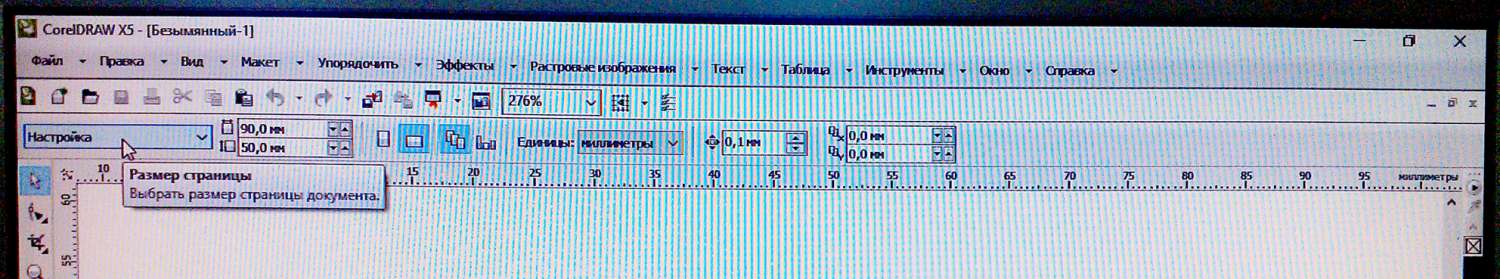 CorelDRAW X5 - [Безымянный-1]
Файл Правка Вид Макет Упорядочить Эффекты Растровые изображения Текст Таблица Инструменты Окно Справка
276%
Настройка 90,0 мм 50,0 мм Единицы: миллиметры 0,1 мм 0,0 мм 0,0 мм
10 15 20 25 30 35 40 45 50 55 60 65 70 75 80 85 90 95 миллиметры
Размер страницы
Выбрать размер страницы документа.
60
55